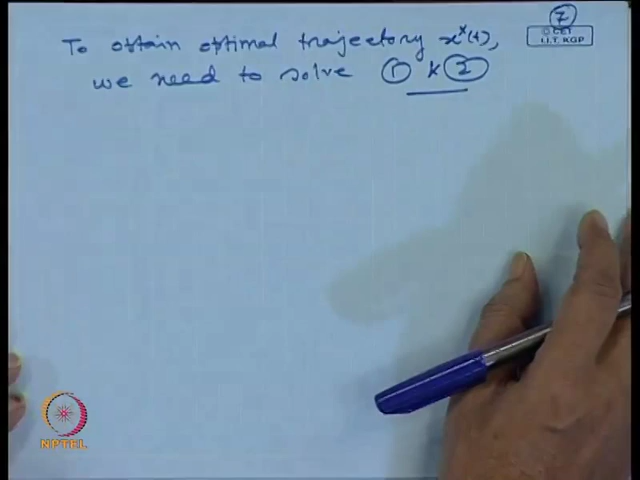 7
© CET
I.I.T. KGP
To obtain optimal trajectory x*(t),
we need to solve ① & ②
NPTEL